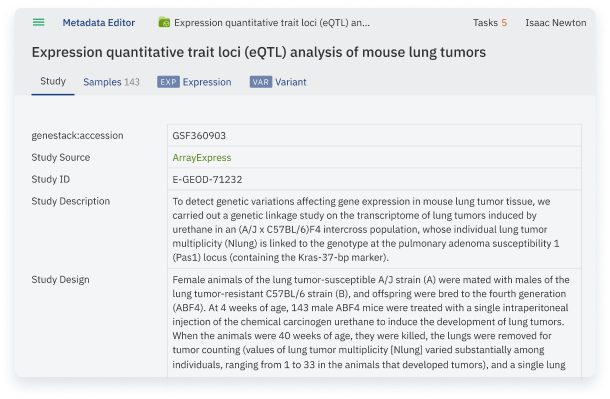 Metadata Editor Expression quantitative trait loci (eQTL) an... Tasks 5 Isaac Newton
Expression quantitative trait loci (eQTL) analysis of mouse lung tumors
Study Samples 143 EXP Expression VAR Variant
genestack:accession GSF360903
Study Source ArrayExpress
Study ID E-GEOD-71232
Study Description To detect genetic variations affecting gene expression in mouse lung tumor tissue, we
carried out a genetic linkage study on the transcriptome of lung tumors induced by
urethane in an (A/J x C57BL/6)F4 intercross population, whose individual lung tumor
multiplicity (Nlung) is linked to the genotype at the pulmonary adenoma susceptibility 1
(Pas1) locus (containing the Kras-37-bp marker).
Study Design Female animals of the lung tumor-susceptible A/J strain (A) were mated with males of the
lung tumor-resistant C57BL/6 strain (B), and offspring were bred to the fourth generation
(ABF4). At 4 weeks of age, 143 male ABF4 mice were treated with a single intraperitoneal
injection of the chemical carcinogen urethane to induce the development of lung tumors.
When the animals were 40 weeks of age, they were killed, the lungs were removed for
tumor counting (values of lung tumor multiplicity [Nlung] varied substantially among
individuals, ranging from 1 to 33 in the animals that developed tumors), and a single lung